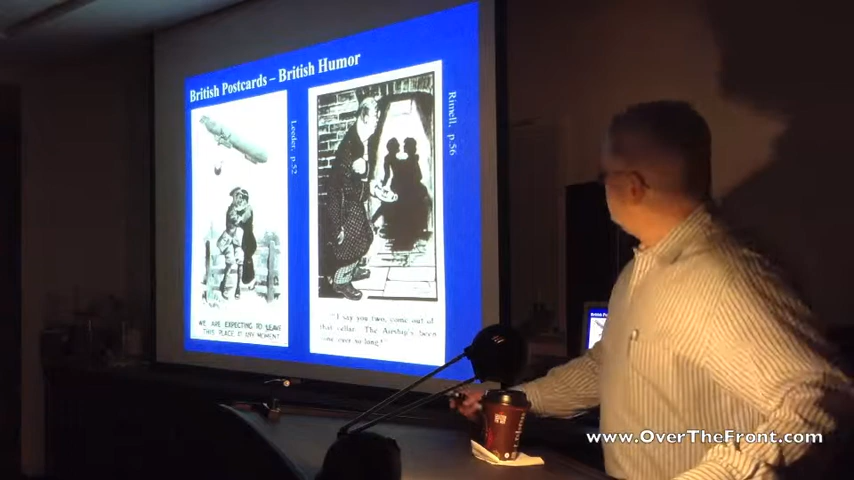 British Postcards – British Humor
Leeder, p.52
Rimell, p.56
WE ARE EXPECTING TO LEAVE
THIS PLACE AT ANY MOMENT.
"I say you two, come out of
that cellar. The Airship's been
gone over so long!"
www.OverTheFront.com